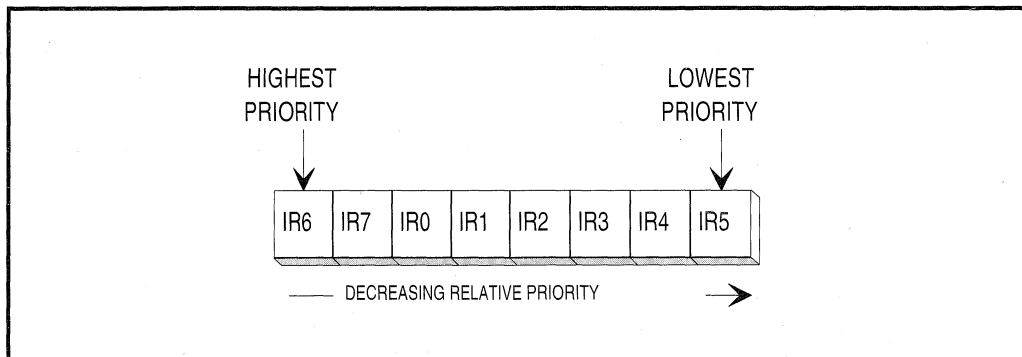 HIGHEST
PRIORITY
LOWEST
PRIORITY
IR6 IR7 IR0 IR1 IR2 IR3 IR4 IR5
DECREASING RELATIVE PRIORITY